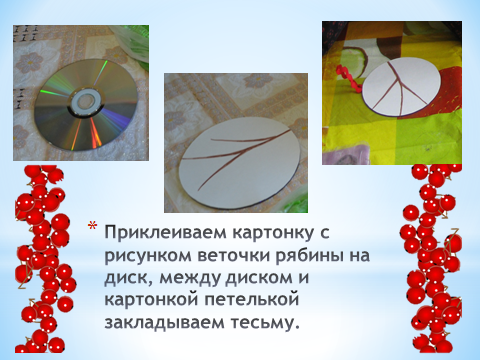 * Приклеиваем картонку с
рисунком веточки рябины на
диск, между диском и
картонкой петелькой
закладываем тесьму.